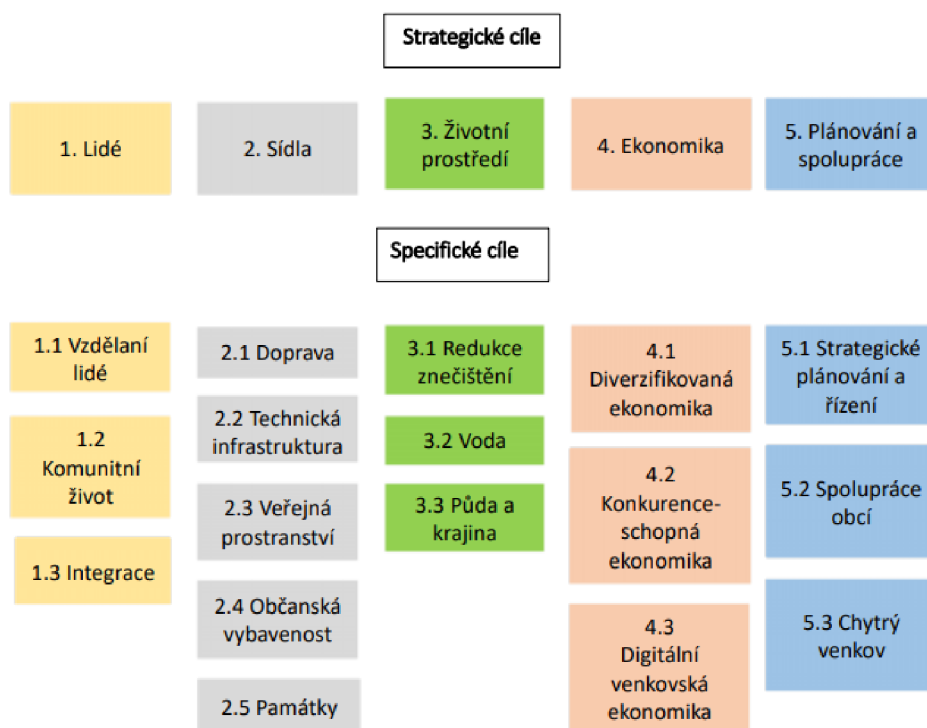 Strategické cíle
1. Lidé
2. Sídla
3. Životní
prostředí
4. Ekonomika
5. Plánování a
spolupráce
Specifické cíle
1.1 Vzdělaní
lidé
1.2
Komunitní
život
1.3 Integrace
2.1 Doprava
2.2 Technická
infrastruktura
2.3 Veřejná
prostranství
2.4 Občanská
vybavenost
2.5 Památky
3.1 Redukce
znečištění
3.2 Voda
3.3 Půda a
krajina
4.1
Diverzifikovaná
ekonomika
4.2
Konkurence-
schopná
ekonomika
4.3
Digitální
venkovská
ekonomika
5.1 Strategické
plánování a
řízení
5.2 Spolupráce
obcí
5.3 Chytrý
venkov